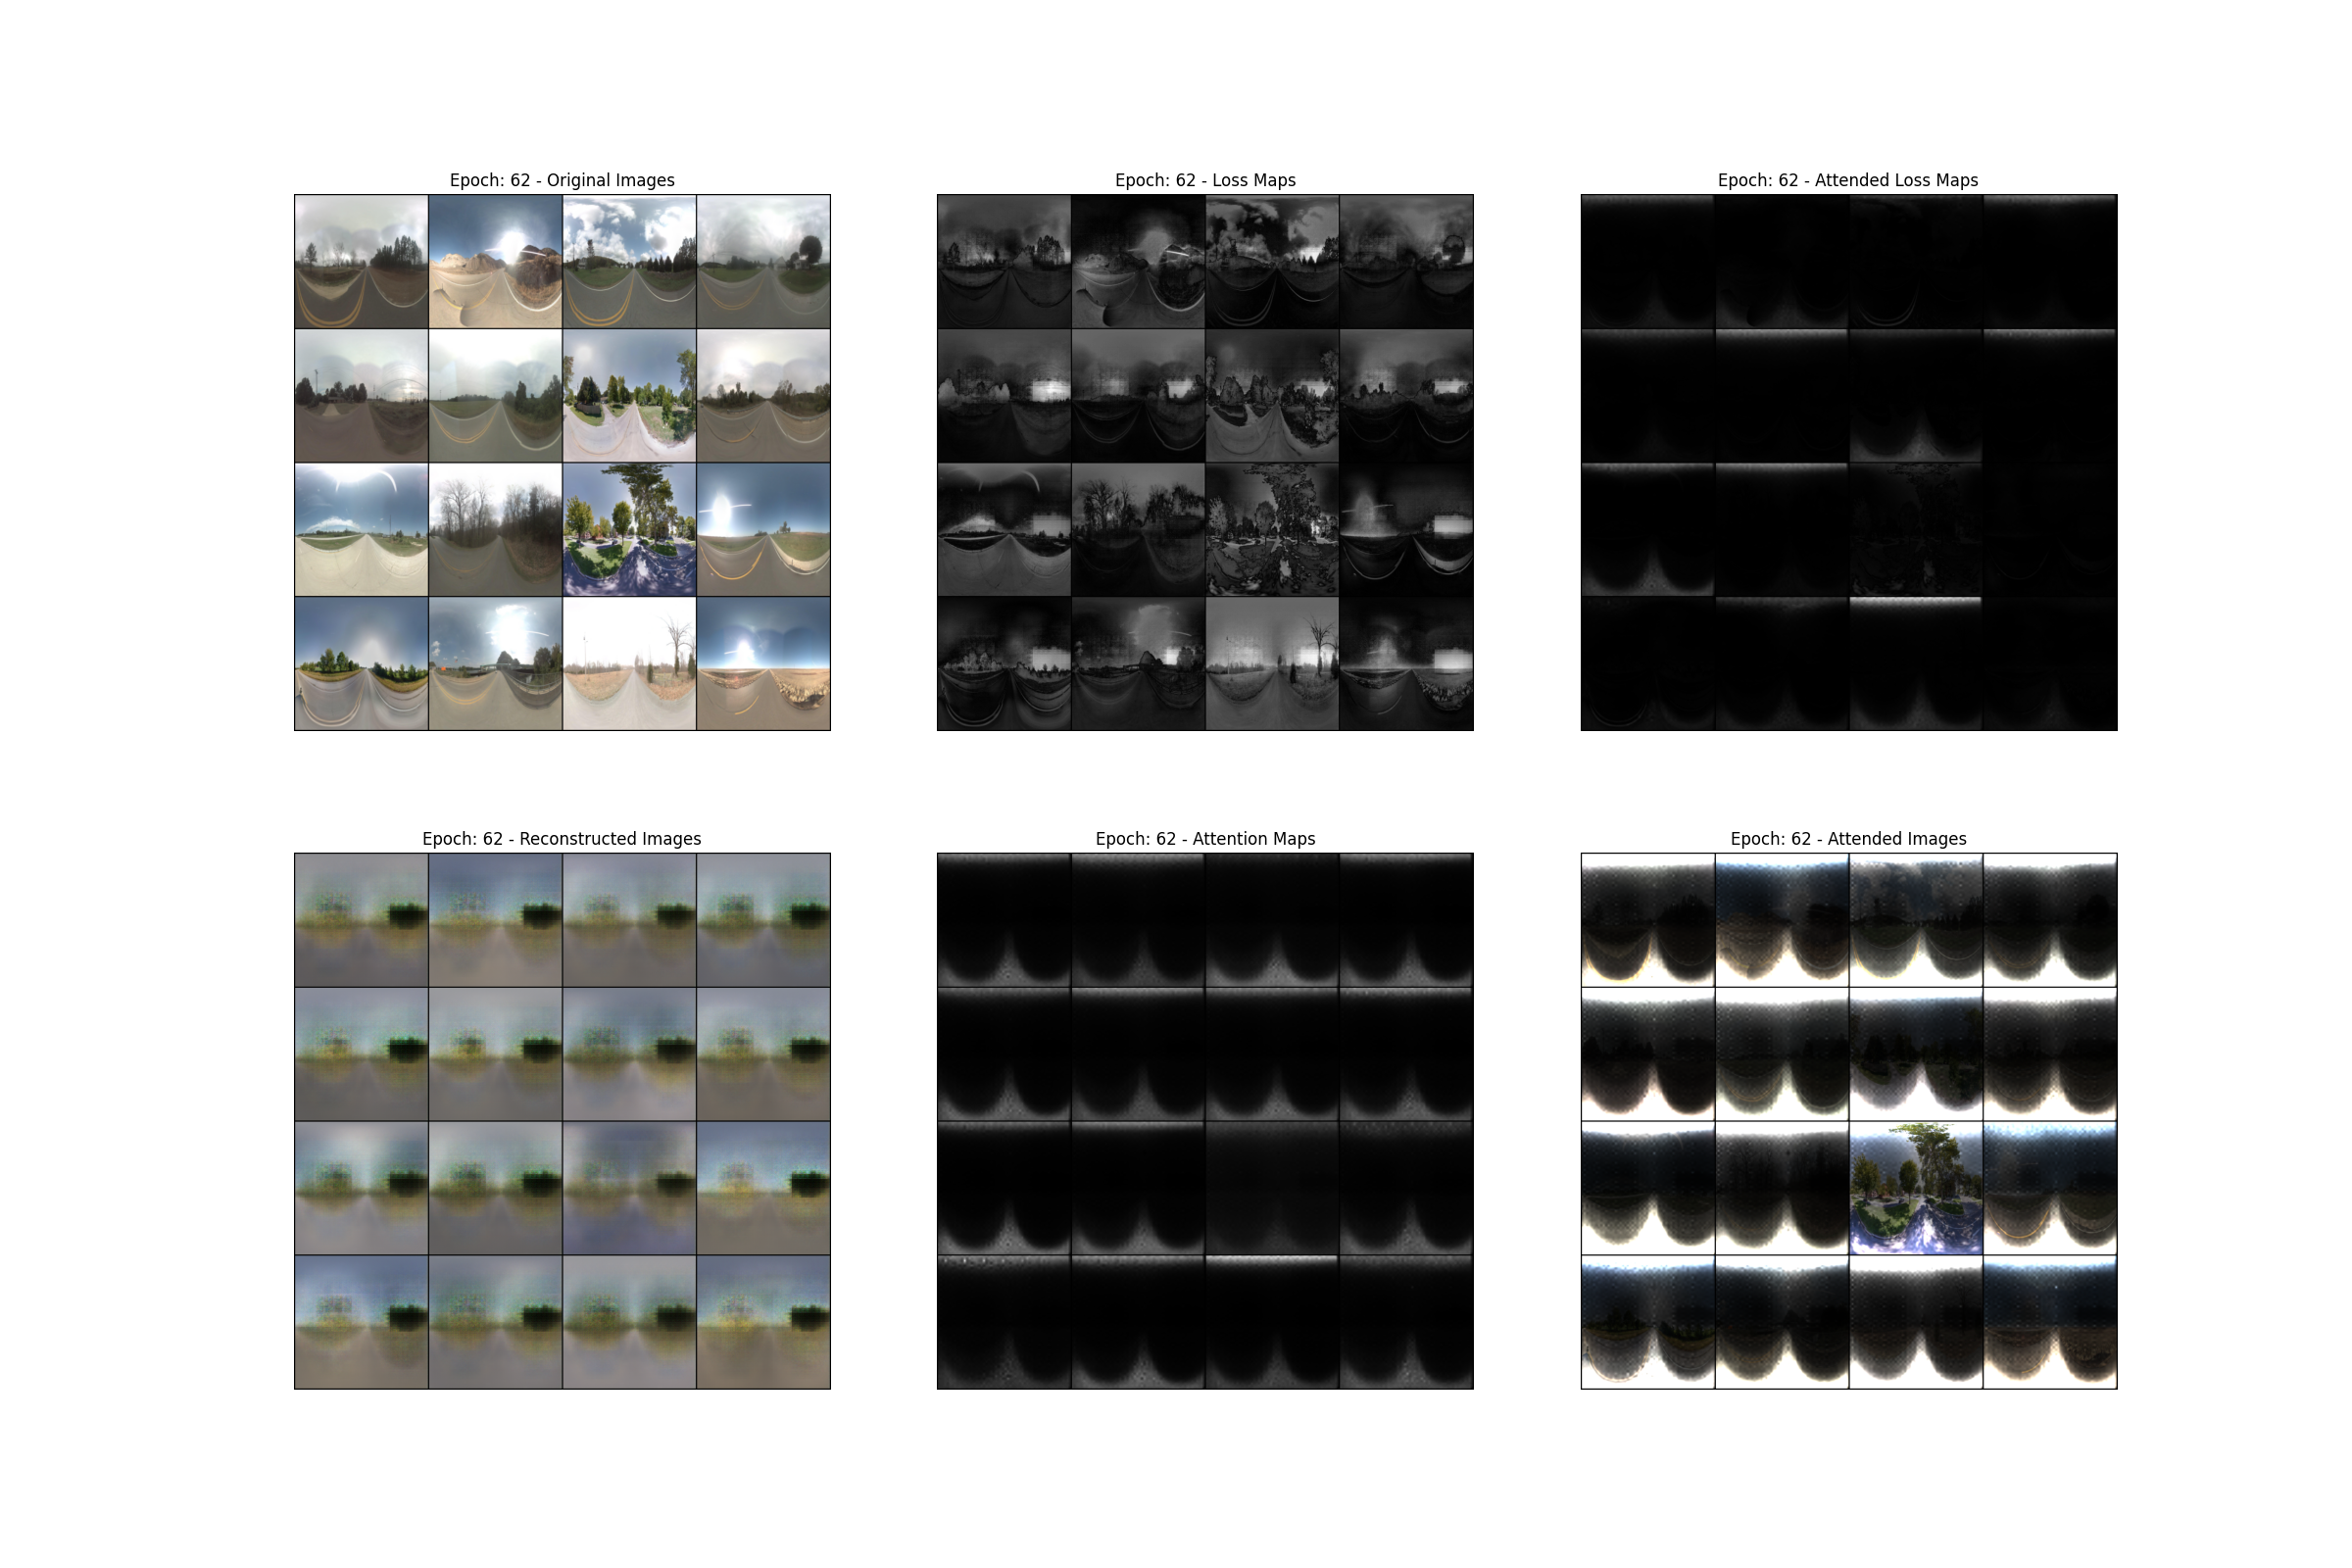 Epoch: 62 - Original Images
Epoch: 62 - Loss Maps
Epoch: 62 - Attended Loss Maps
Epoch: 62 - Reconstructed Images
Epoch: 62 - Attention Maps
Epoch: 62 - Attended Images